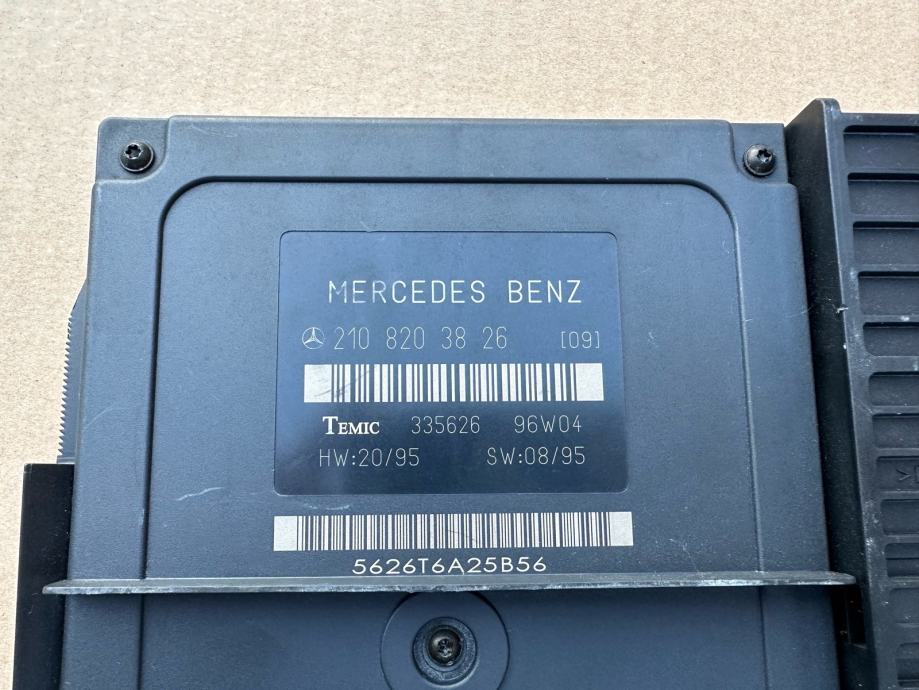 MERCEDES BENZ
210 820 38 26 [09]
TEMIC 335626 96W04
HW:20/95 SW:08/95
5626T6A25B56